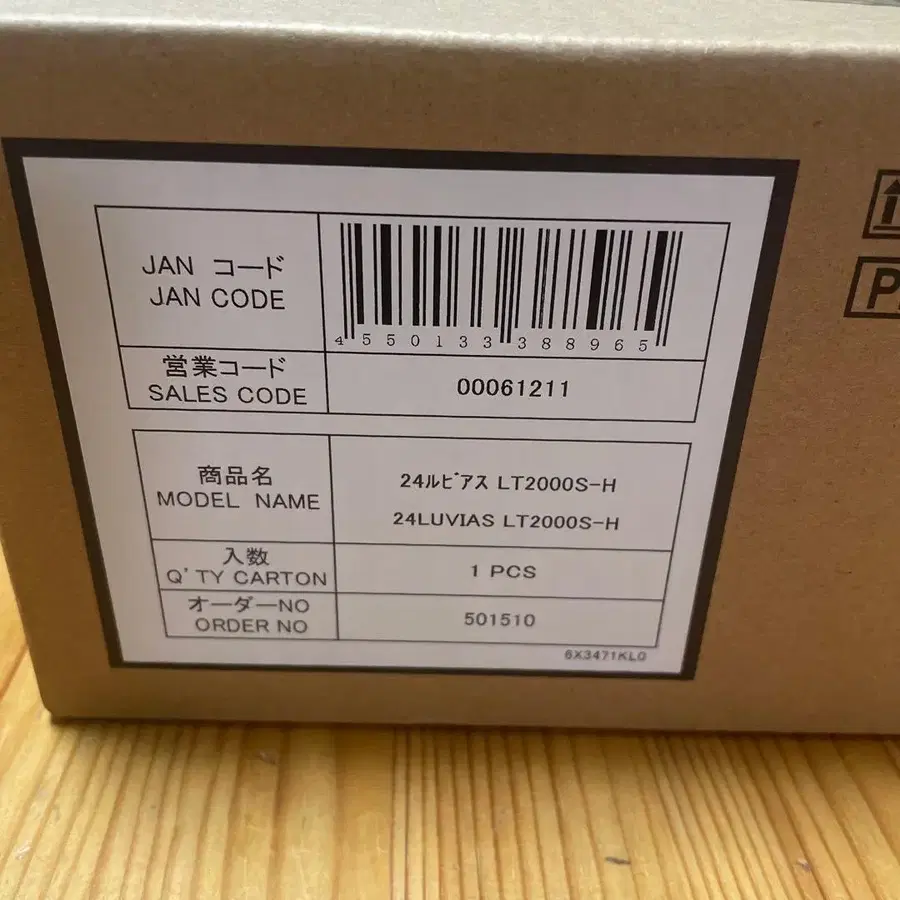 JAN コード
JAN CODE
4 550133 388965
営業コード
SALES CODE
00061211
商品名
MODEL NAME
24ルビアス LT2000S-H
24LUVIAS LT2000S-H
入数
Q'TY CARTON
1 PCS
オーダーNO
ORDER NO
501510
6X3471KL0